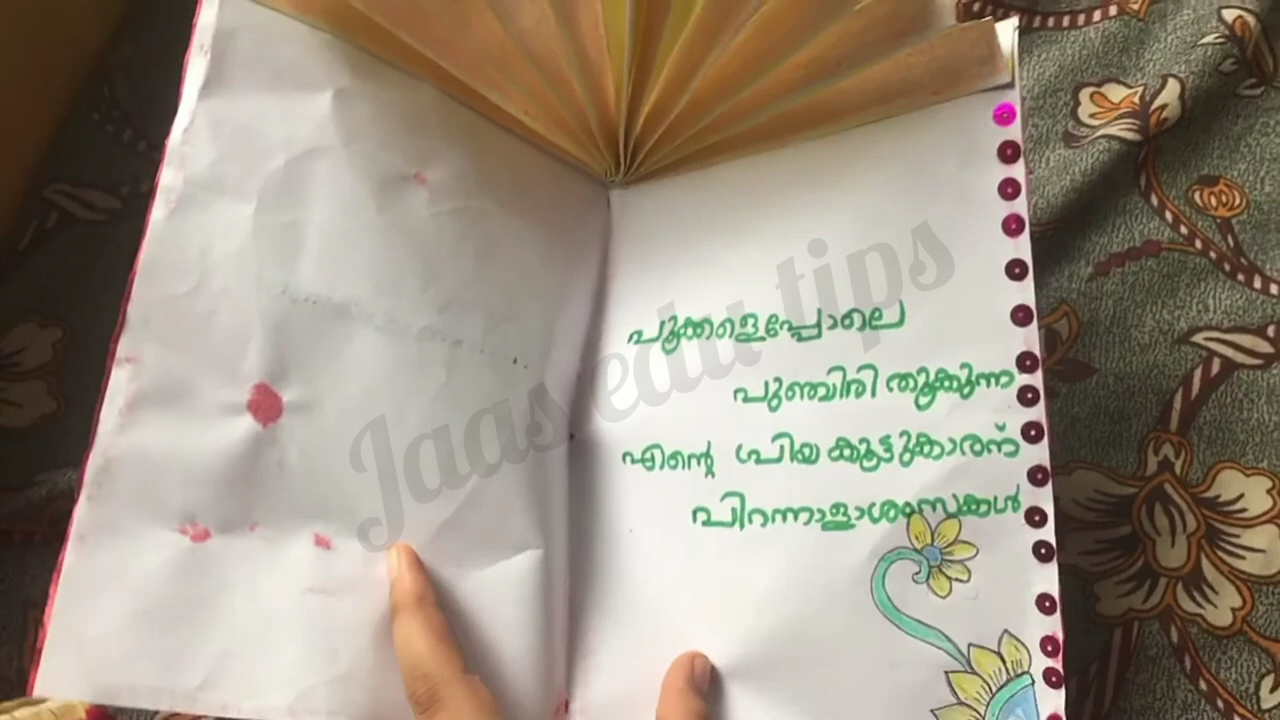 പൂക്കളെപ്പോലെ
പുഞ്ചിരി തൂക്കുന്ന
എന്റെ പ്രിയ കൂട്ടുകാരന്
പിറന്നാളാശംസകൾ
Jaas edu tips